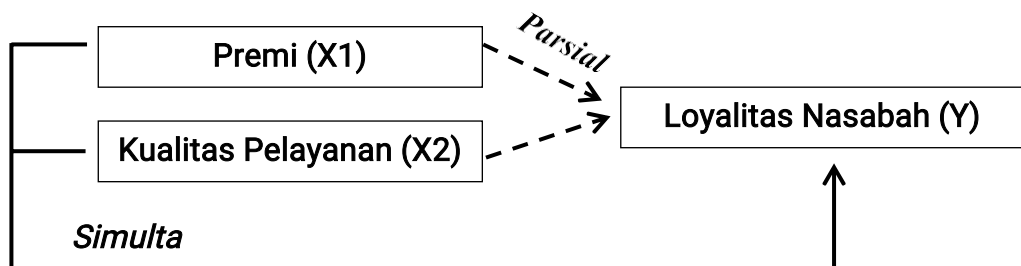 Premi (X1)
Parsial
Loyalitas Nasabah (Y)
Kualitas Pelayanan (X2)
Simulta